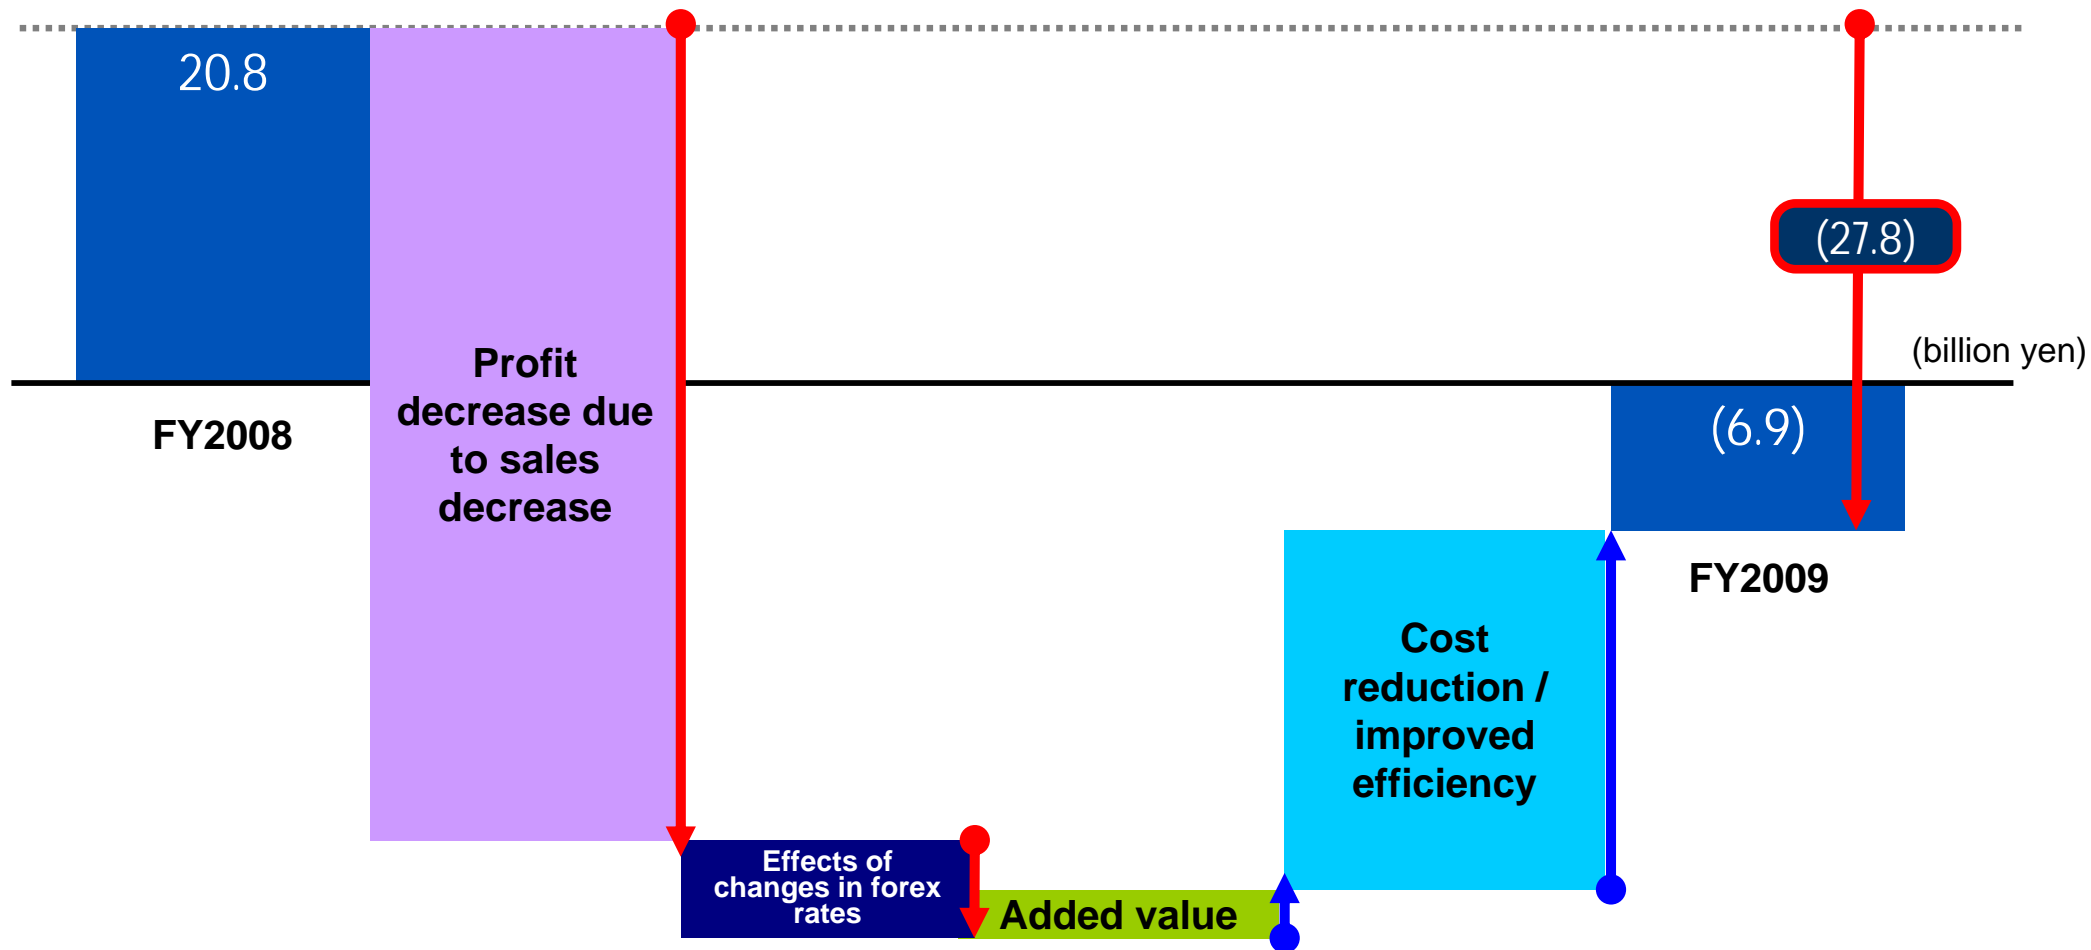 20.8
(27.8)
(billion yen)
Profit
decrease due
to sales
decrease
FY2008
(6.9)
FY2009
Cost
reduction /
improved
efficiency
Effects of
changes in forex
rates
Added value